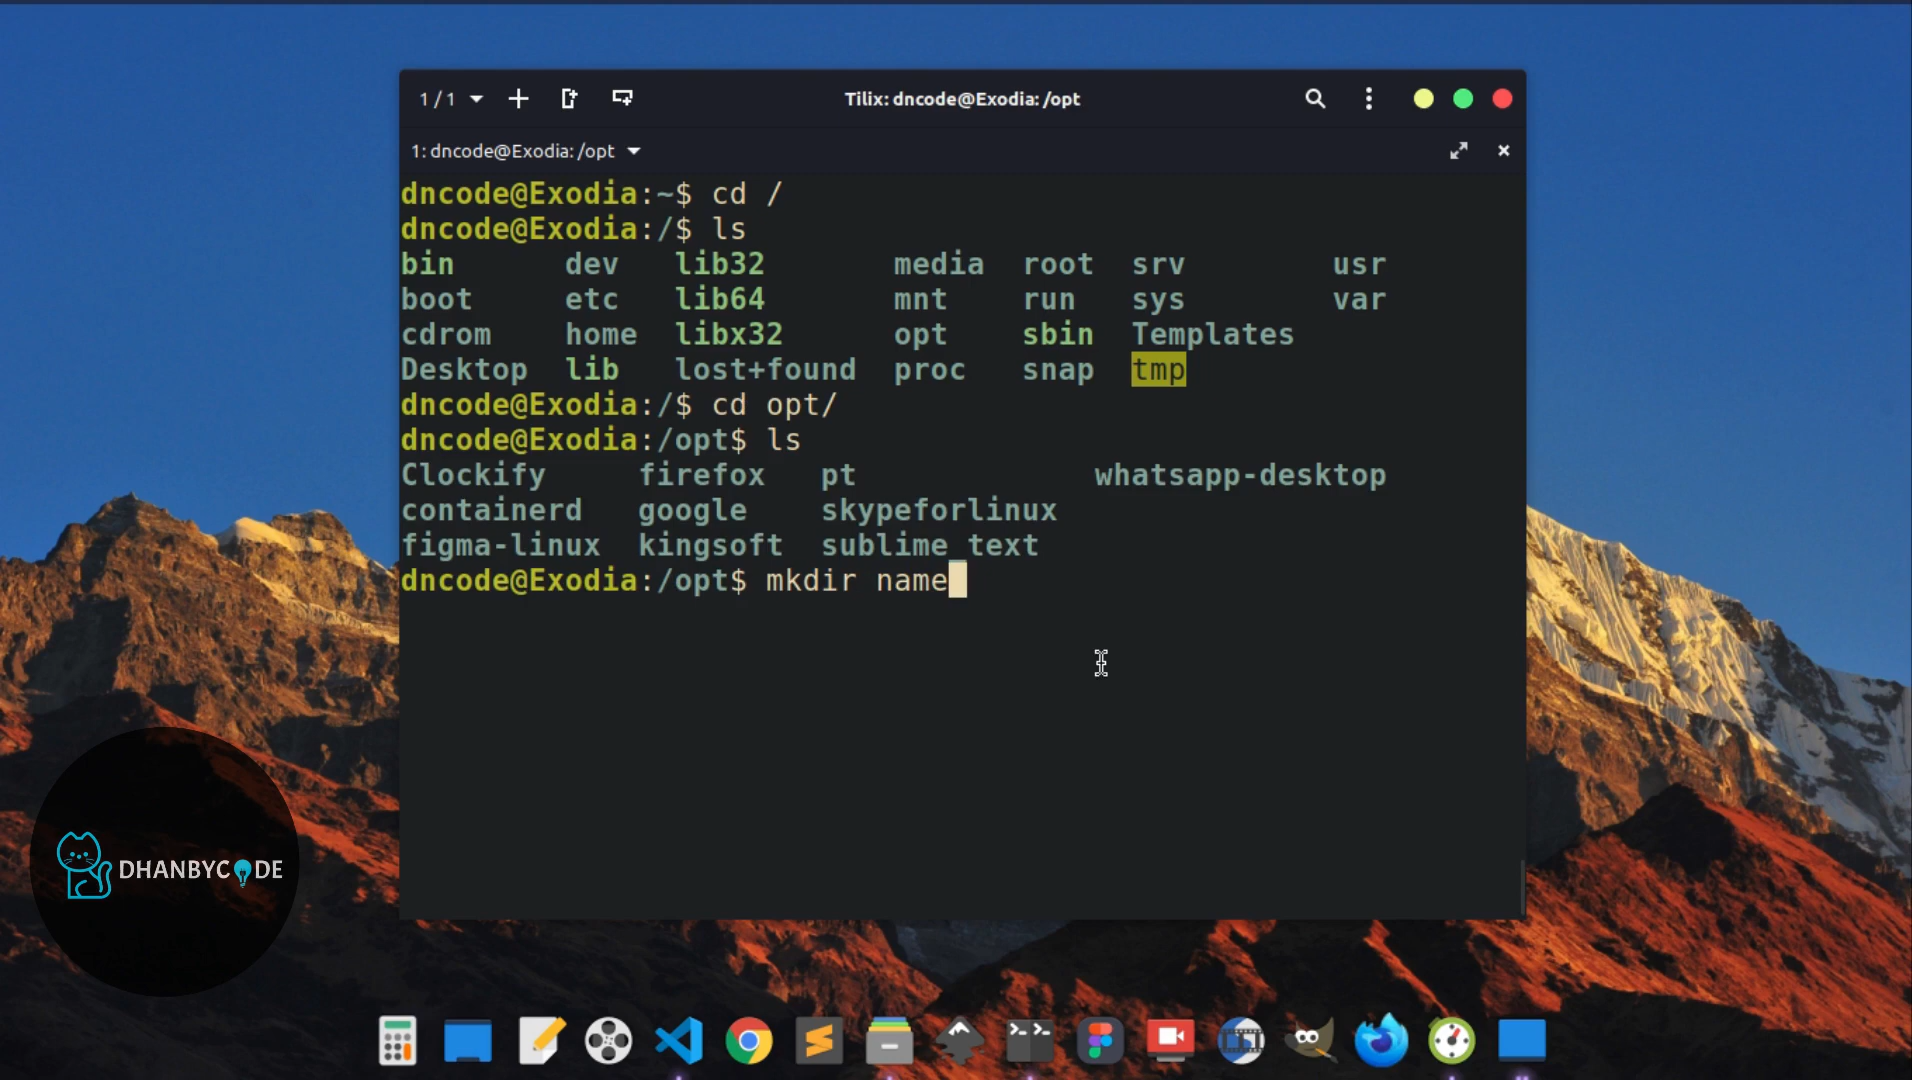 1 / 1
Tilix: dncode@Exodia: /opt
1: dncode@Exodia: /opt
dncode@Exodia:~$ cd /
dncode@Exodia:/$ ls
bin dev lib32 media root srv usr
boot etc lib64 mnt run sys var
cdrom home libx32 opt sbin Templates
Desktop lib lost+found proc snap tmp
dncode@Exodia:/$ cd opt/
dncode@Exodia:/opt$ ls
Clockify firefox pt whatsapp-desktop
containerd google skypeforlinux
figma-linux kingsoft sublime_text
dncode@Exodia:/opt$ mkdir name
DHANBYCODE